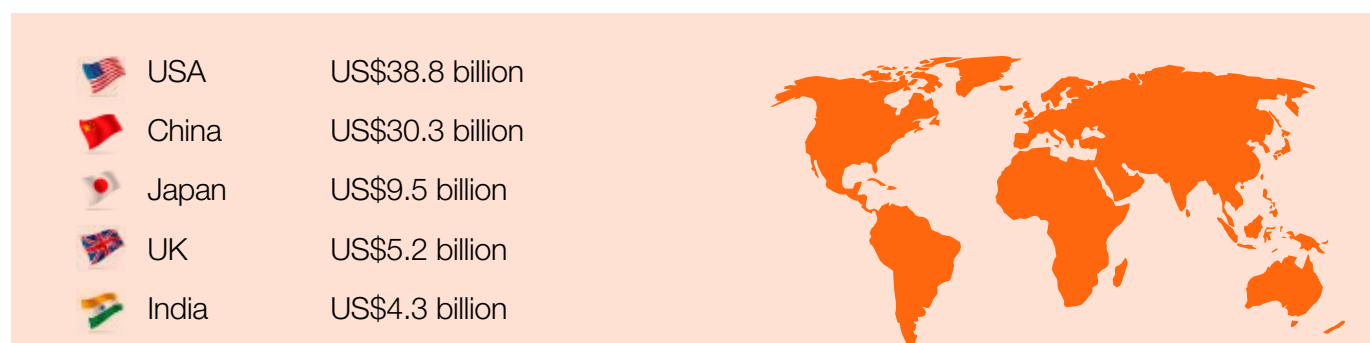 USA US$38.8 billion
China US$30.3 billion
Japan US$9.5 billion
UK US$5.2 billion
India US$4.3 billion